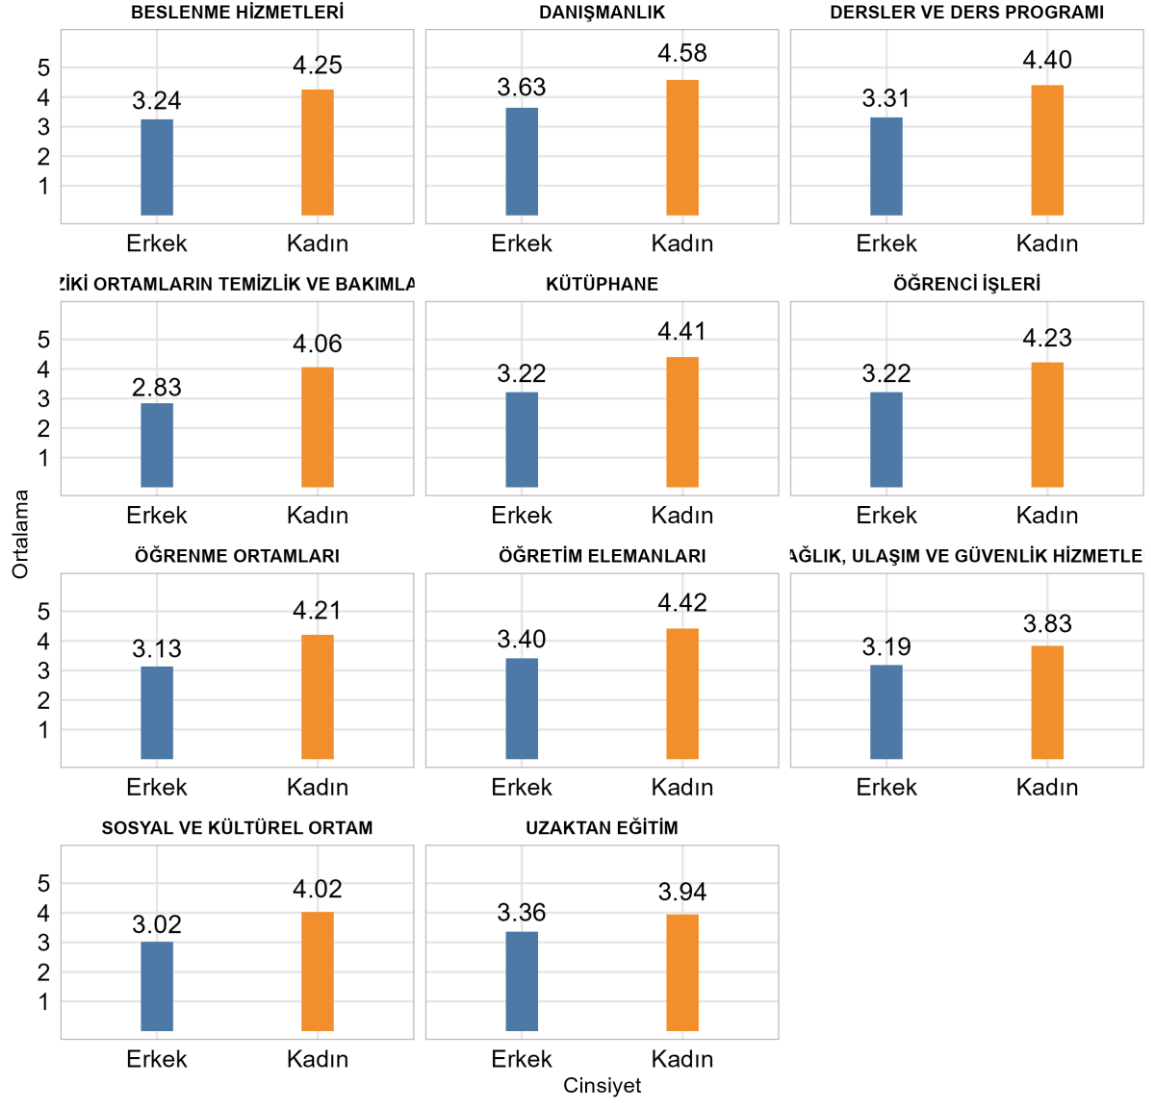 BESLENME HİZMETLERİ
5
4
3
2
1
3.24
4.25
Erkek
Kadın
DANIŞMANLIK
3.63
4.58
Erkek
Kadın
DERSLER VE DERS PROGRAMI
3.31
4.40
Erkek
Kadın
ZİKİ ORTAMLARIN TEMİZLİK VE BAKIMLA
5
4
3
2
1
2.83
4.06
Erkek
Kadın
KÜTÜPHANE
3.22
4.41
Erkek
Kadın
ÖĞRENCİ İŞLERİ
3.22
4.23
Erkek
Kadın
Ortalama
ÖĞRENME ORTAMLARI
5
4
3
2
1
3.13
4.21
Erkek
Kadın
ÖĞRETİM ELEMANLARI
3.40
4.42
Erkek
Kadın
AĞLIK, ULAŞIM VE GÜVENLİK HİZMETLE
3.19
3.83
Erkek
Kadın
SOSYAL VE KÜLTÜREL ORTAM
5
4
3
2
1
3.02
4.02
Erkek
Kadın
UZAKTAN EĞİTİM
3.36
3.94
Erkek
Kadın
Cinsiyet